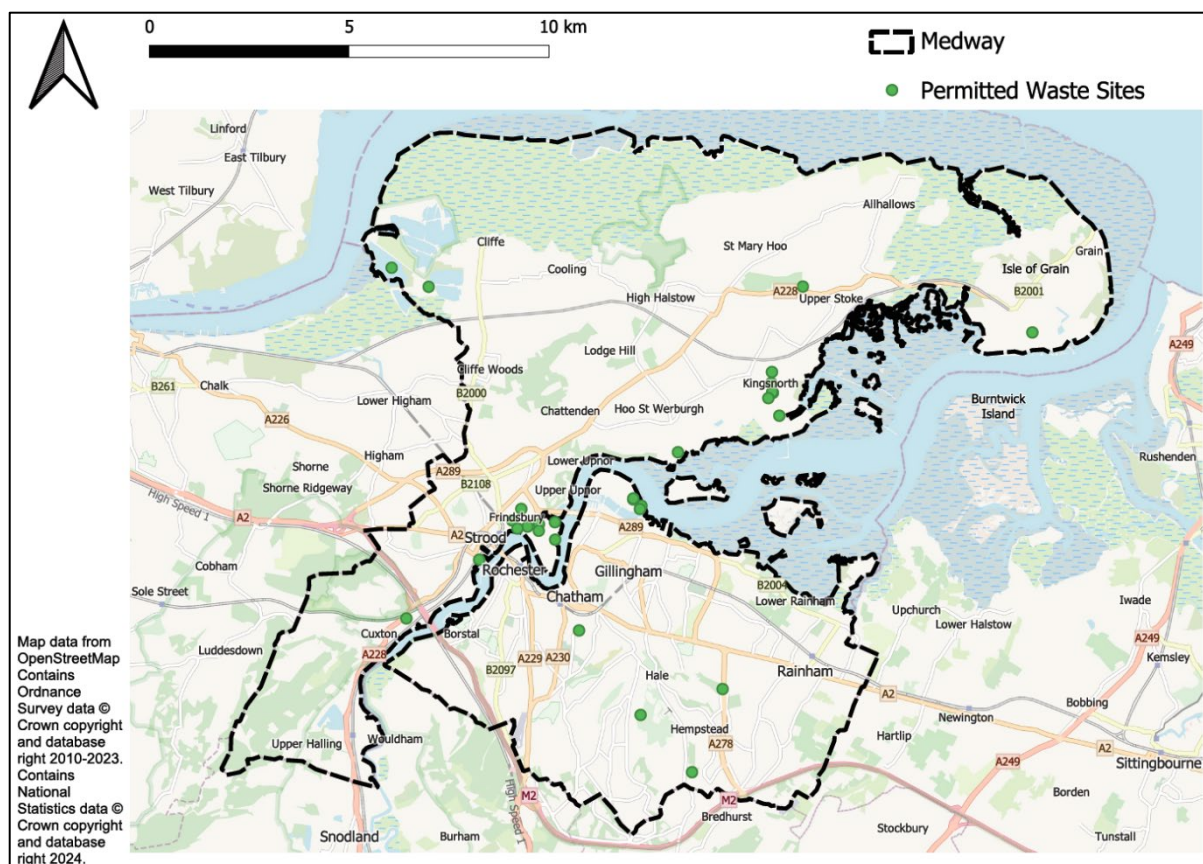 0
5
10 km
Medway
Permitted Waste Sites
Linford
East Tilbury
West Tilbury
Cliffe
Cooling
Allhallows
St Mary Hoo
Grain
Isle of Grain
B2001
High Halstow
A228
Upper Stoke
A249
Lodge Hill
B261
Chalk
Cliffe Woods
B2000
Kingsnorth
Lower Higham
Chattenden
Hoo St Werburgh
Burntwick
Island
A226
Higham
Lower Upnor
Rushenden
Shorne
Shorne Ridgeway
A289
B2108
Upper Upnor
High Speed 1
A2
Frindsbury
A289
A2
Strood
Rochester
Gillingham
Cobham
Sole Street
Chatham
B2004
Lower Rainham
Upchurch
Lower Halstow
Iwade
Cuxton
Borstal
A249
Luddesdown
A228
B2097
A229
A230
Hale
Rainham
Kemsley
A2
Bobbing
Newington
Hempstead
Upper Halling
Wouldham
A278
Hartlip
A2
A249
Sittingbourne
M2
M2
High Speed 1
Borden
Bredhurst
Snodland
Burham
Stockbury
Tunstall
Map data from
OpenStreetMap
Contains
Ordnance
Survey data ©
Crown copyright
and database
right 2010-2023.
Contains
National
Statistics data ©
Crown copyright
and database
right 2024.